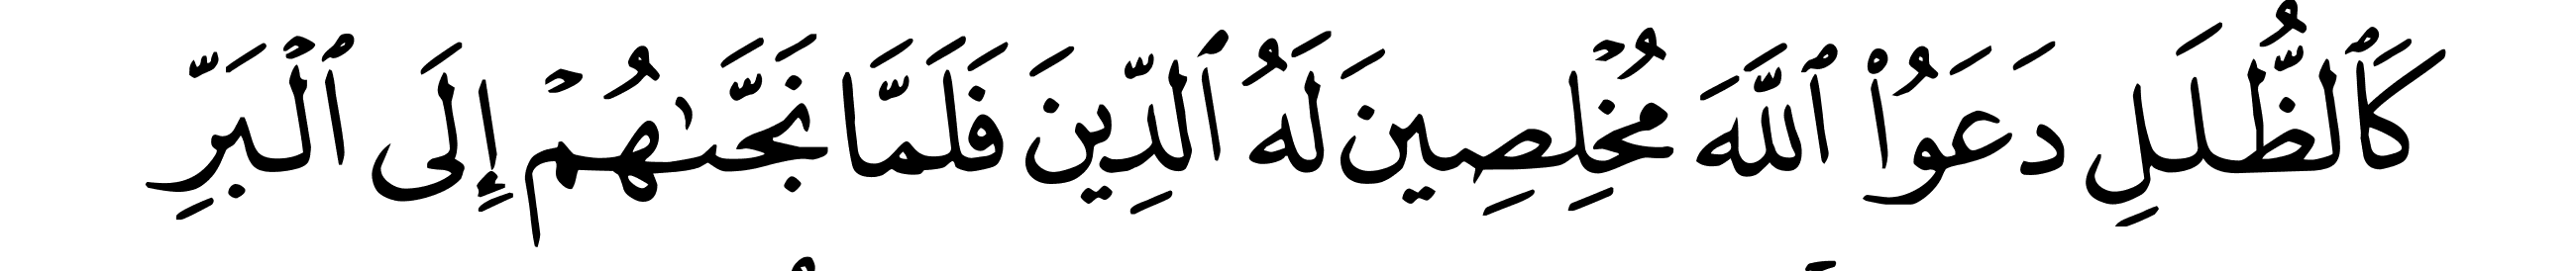 كَٱلظُّلَلِ دَعَوُا۟ ٱللَّهَ مُخْلِصِينَ لَهُ ٱلدِّينَ فَلَمَّا نَجَّىٰهُمْ إِلَى ٱلْبَرِّ